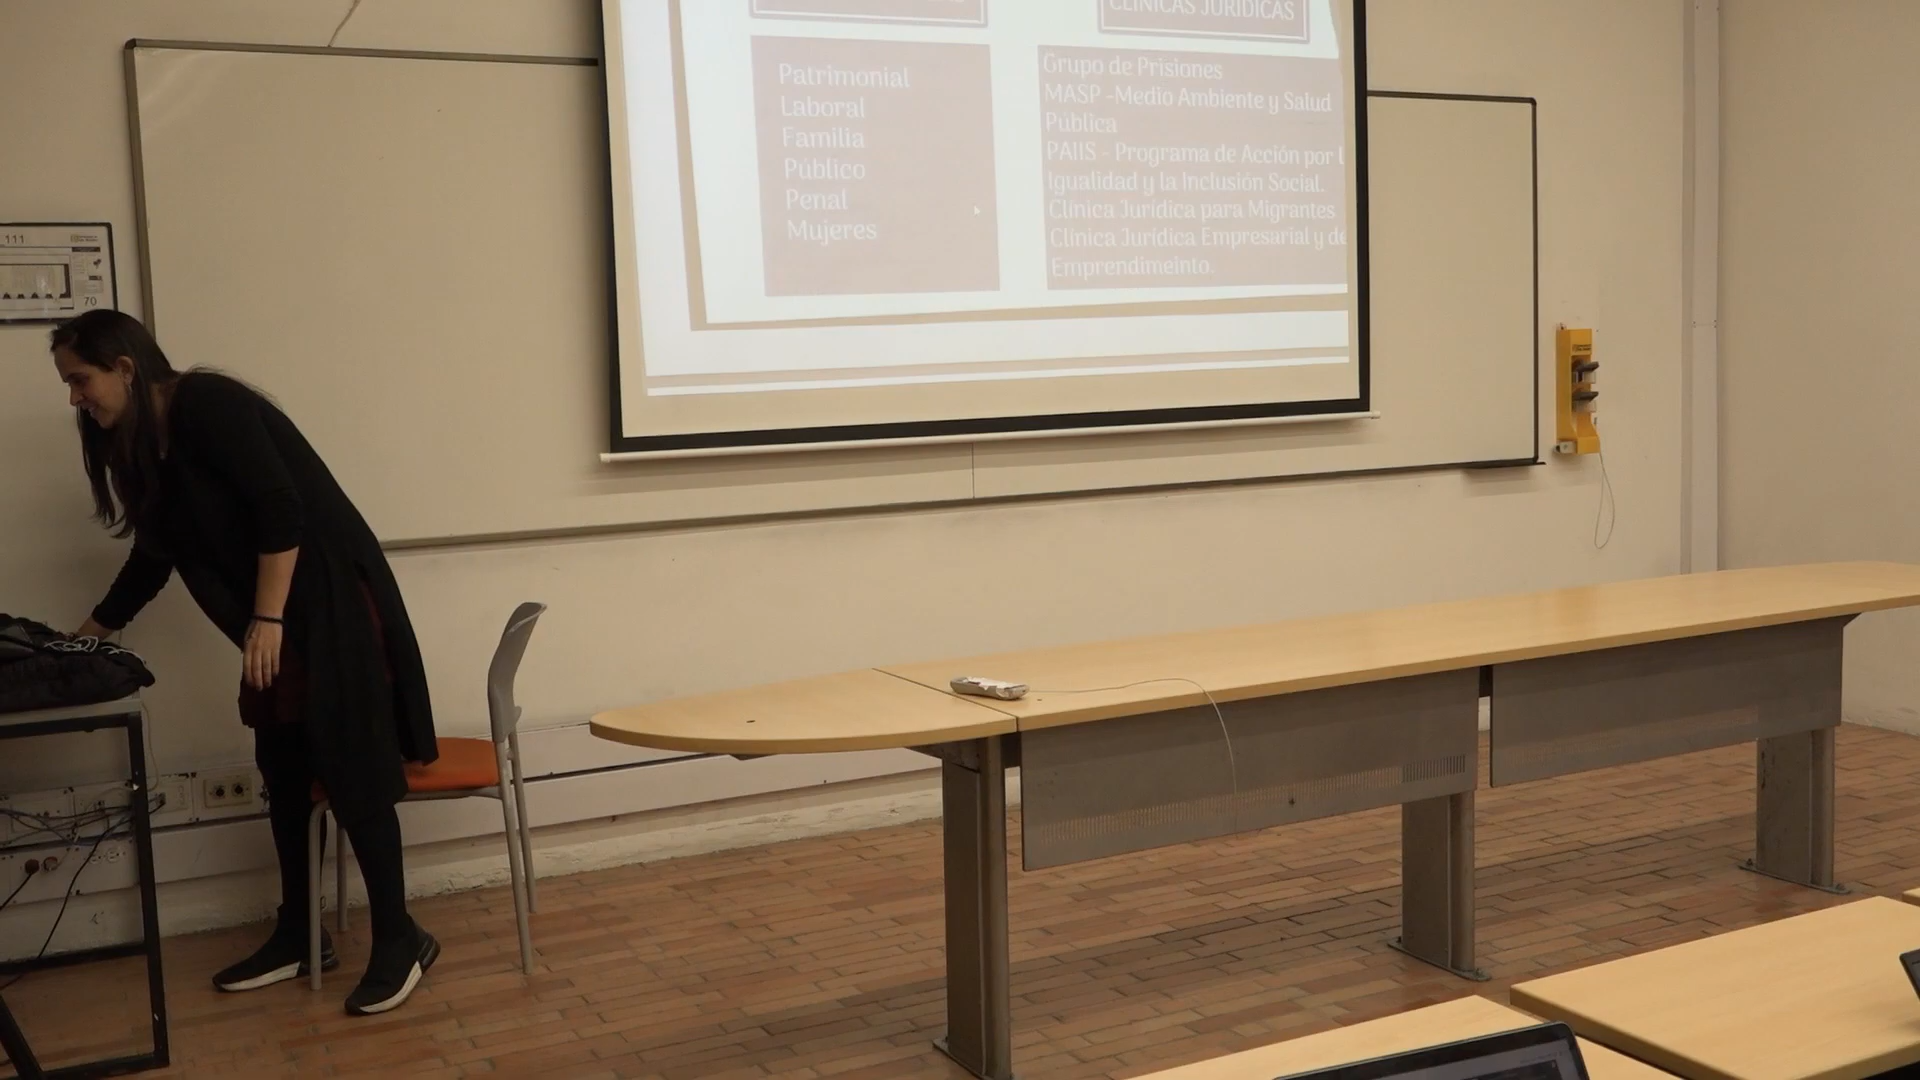 CLÍNICAS JURÍDICAS
Patrimonial
Laboral
Familia
Público
Penal
Mujeres
Grupo de Prisiones
MASP -Medio Ambiente y Salud
Pública
PAIIS - Programa de Acción por l
Igualdad y la Inclusión Social.
Clínica Jurídica para Migrantes
Clínica Jurídica Empresarial y de
Emprendimeinto.
111
70